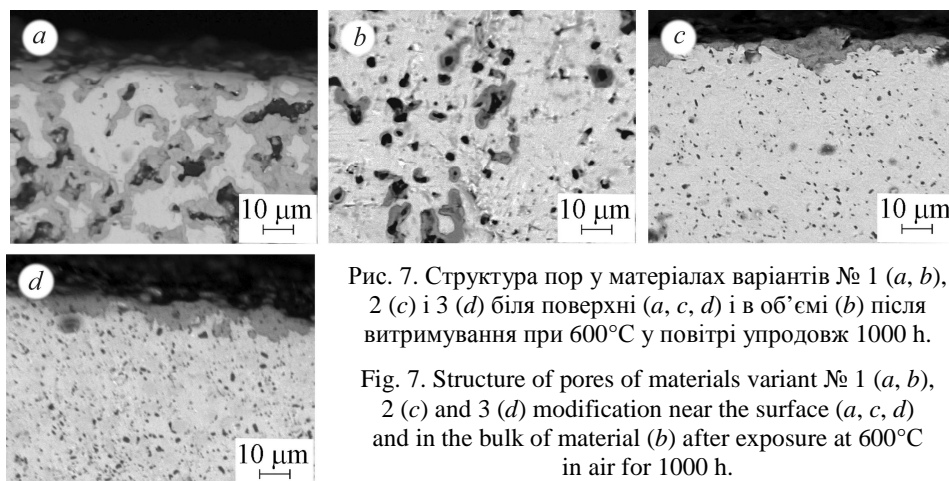 a
b
c
10 μm
10 μm
10 μm
d
10 μm
Рис. 7. Структура пор у матеріалах варіантів № 1 (a, b),
2 (c) і 3 (d) біля поверхні (a, c, d) і в об’ємі (b) після
витримування при 600°С у повітрі упродовж 1000 h.
Fig. 7. Structure of pores of materials variant № 1 (a, b),
2 (c) and 3 (d) modification near the surface (a, c, d)
and in the bulk of material (b) after exposure at 600°C
in air for 1000 h.